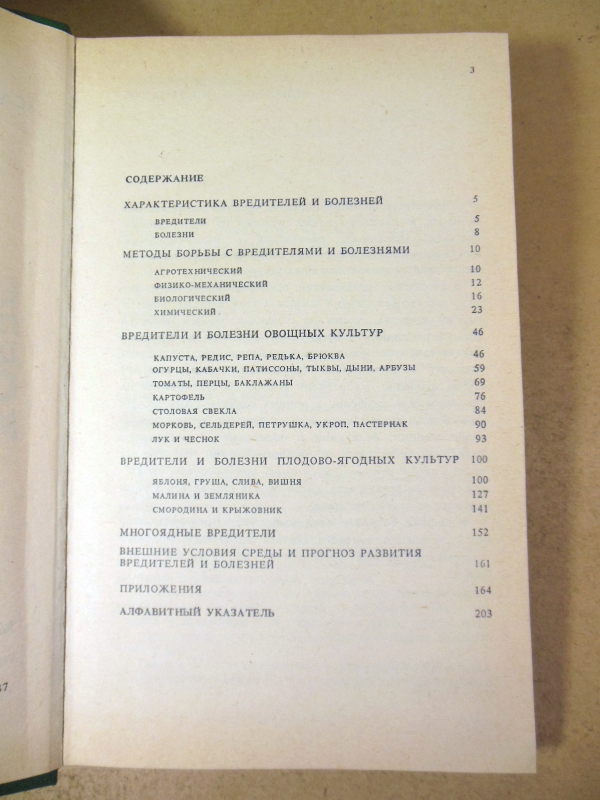 3
СОДЕРЖАНИЕ
ХАРАКТЕРИСТИКА ВРЕДИТЕЛЕЙ И БОЛЕЗНЕЙ 5
ВРЕДИТЕЛИ 5
БОЛЕЗНИ 8
МЕТОДЫ БОРЬБЫ С ВРЕДИТЕЛЯМИ И БОЛЕЗНЯМИ 10
АГРОТЕХНИЧЕСКИЙ 10
ФИЗИКО-МЕХАНИЧЕСКИЙ 12
БИОЛОГИЧЕСКИЙ 16
ХИМИЧЕСКИЙ 23
ВРЕДИТЕЛИ И БОЛЕЗНИ ОВОЩНЫХ КУЛЬТУР 46
КАПУСТА, РЕДИС, РЕПА, РЕДЬКА, БРЮКВА 46
ОГУРЦЫ, КАБАЧКИ, ПАТИССОНЫ, ТЫКВЫ, ДЫНИ, АРБУЗЫ 59
ТОМАТЫ, ПЕРЦЫ, БАКЛАЖАНЫ 69
КАРТОФЕЛЬ 76
СТОЛОВАЯ СВЕКЛА 84
МОРКОВЬ, СЕЛЬДЕРЕЙ, ПЕТРУШКА, УКРОП, ПАСТЕРНАК 90
ЛУК И ЧЕСНОК 93
ВРЕДИТЕЛИ И БОЛЕЗНИ ПЛОДОВО-ЯГОДНЫХ КУЛЬТУР 100
ЯБЛОНЯ, ГРУША, СЛИВА, ВИШНЯ 100
МАЛИНА И ЗЕМЛЯНИКА 127
СМОРОДИНА И КРЫЖОВНИК 141
МНОГОЯДНЫЕ ВРЕДИТЕЛИ 152
ВНЕШНИЕ УСЛОВИЯ СРЕДЫ И ПРОГНОЗ РАЗВИТИЯ
ВРЕДИТЕЛЕЙ И БОЛЕЗНЕЙ 161
ПРИЛОЖЕНИЯ 164
АЛФАВИТНЫЙ УКАЗАТЕЛЬ 203